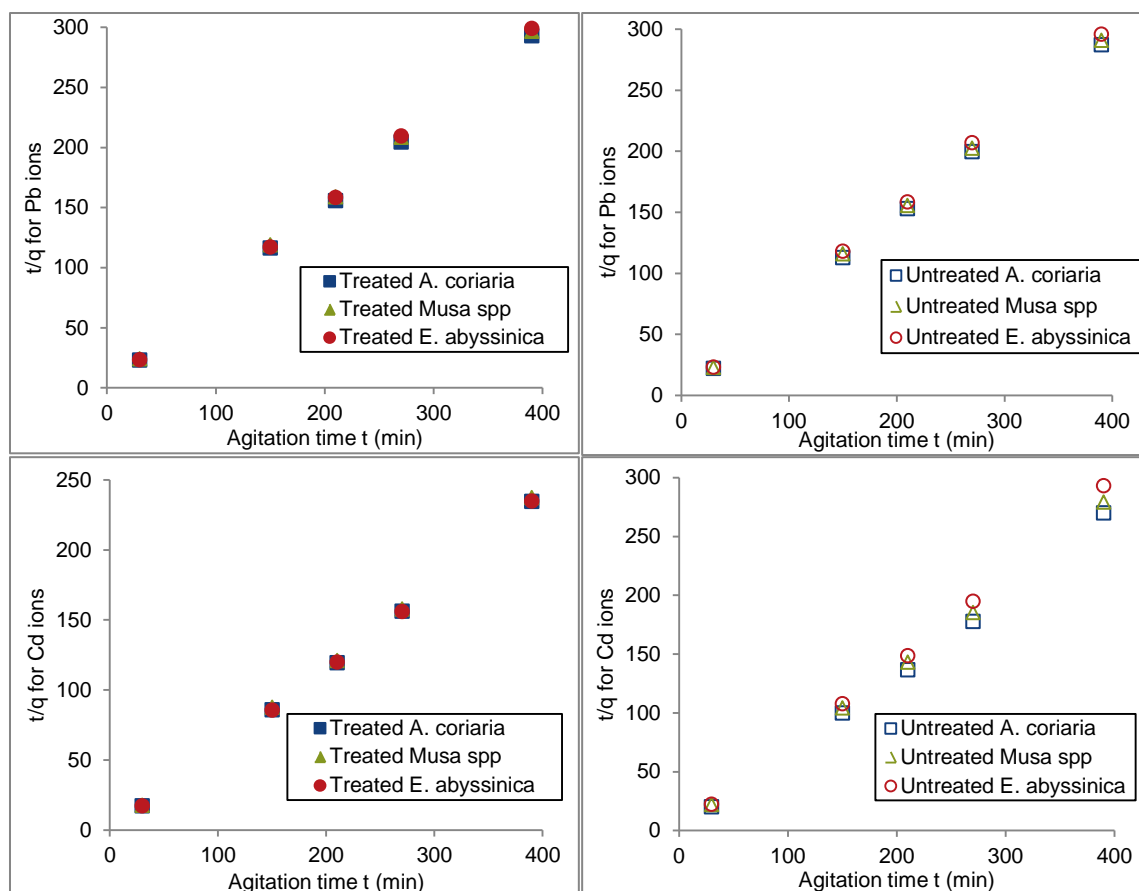 300
250
200
150
100
50
0
t/q for Pb ions
Treated A. coriaria
Treated Musa spp
Treated E. abyssinica
0 100 200 300 400
Agitation time t (min)
300
250
200
150
100
50
0
t/q for Pb ions
Untreated A. coriaria
Untreated Musa spp
Untreated E. abyssinica
0 100 200 300 400
Agitation time t (min)
250
200
150
100
50
0
t/q for Cd ions
Treated A. coriaria
Treated Musa spp
Treated E. abyssinica
0 100 200 300 400
Agitation time t (min)
300
250
200
150
100
50
0
t/q for Cd ions
Untreated A. coriaria
Untreated Musa spp
Untreated E. abyssinica
0 100 200 300 400
Agitation time t (min)